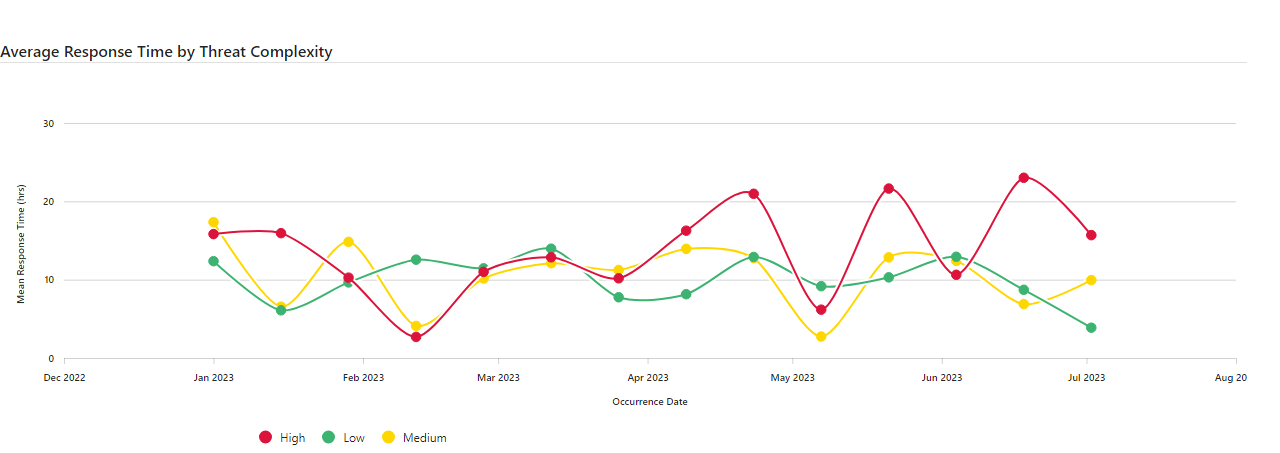 Average Response Time by Threat Complexity
30
20
10
0
Mean Response Time (hrs)
Dec 2022 Jan 2023 Feb 2023 Mar 2023 Apr 2023 May 2023 Jun 2023 Jul 2023 Aug 20
Occurrence Date
High Low Medium